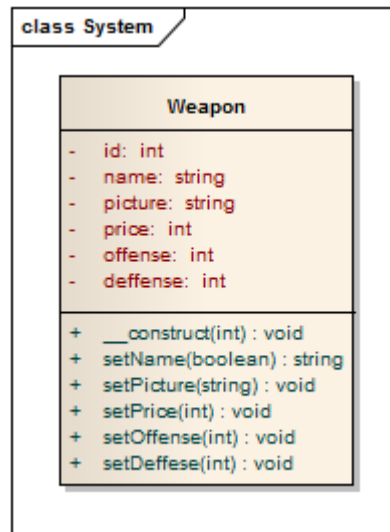 class System
Weapon
- id: int
- name: string
- picture: string
- price: int
- offense: int
- deffense: int
+ __construct(int) : void
+ setName(boolean) : string
+ setPicture(string) : void
+ setPrice(int) : void
+ setOffense(int) : void
+ setDeffese(int) : void